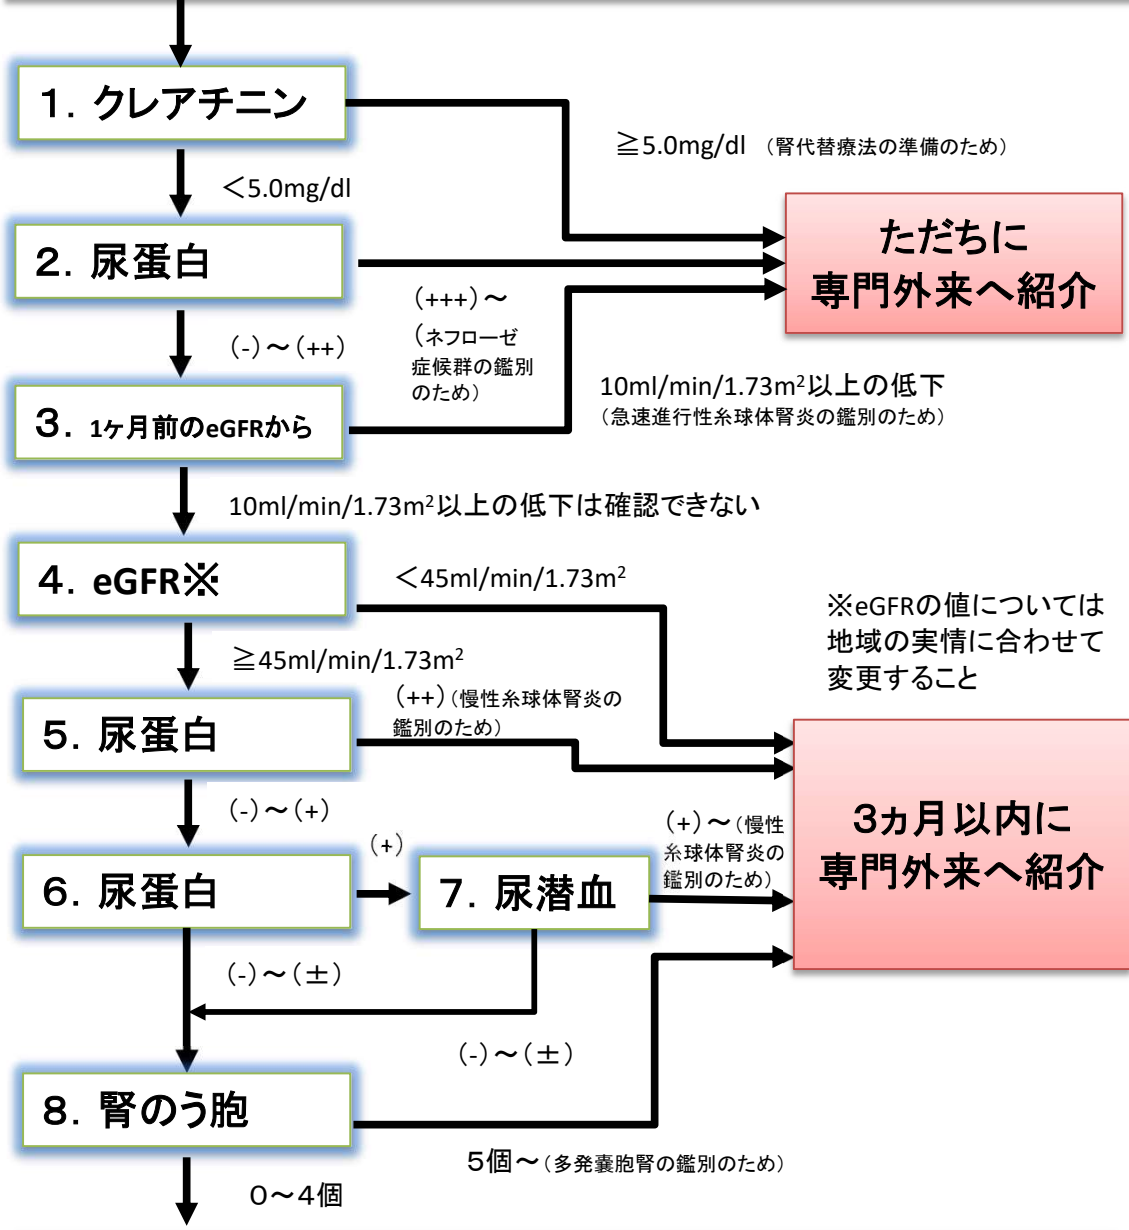 1. クレアチニン
≧5.0mg/dl (腎代替療法の準備のため)
<5.0mg/dl
ただちに
専門外来へ紹介
2. 尿蛋白
(+++)～
(ネフローゼ
症候群の鑑別
のため)
(-)～(++)
10ml/min/1.73m²以上の低下
(急速進行性糸球体腎炎の鑑別のため)
3. 1ヶ月前のeGFRから
10ml/min/1.73m²以上の低下は確認できない
4. eGFR※
<45ml/min/1.73m²
※eGFRの値については
地域の実情に合わせて
変更すること
≧45ml/min/1.73m²
(++)(慢性糸球体腎炎の
鑑別のため)
5. 尿蛋白
(-)～(+)
3ヵ月以内に
専門外来へ紹介
6. 尿蛋白
(+)
7. 尿潜血
(+)～(慢性
糸球体腎炎の
鑑別のため)
(-)～(±)
(-)～(±)
8. 腎のう胞
5個～(多発嚢胞腎の鑑別のため)
0～4個